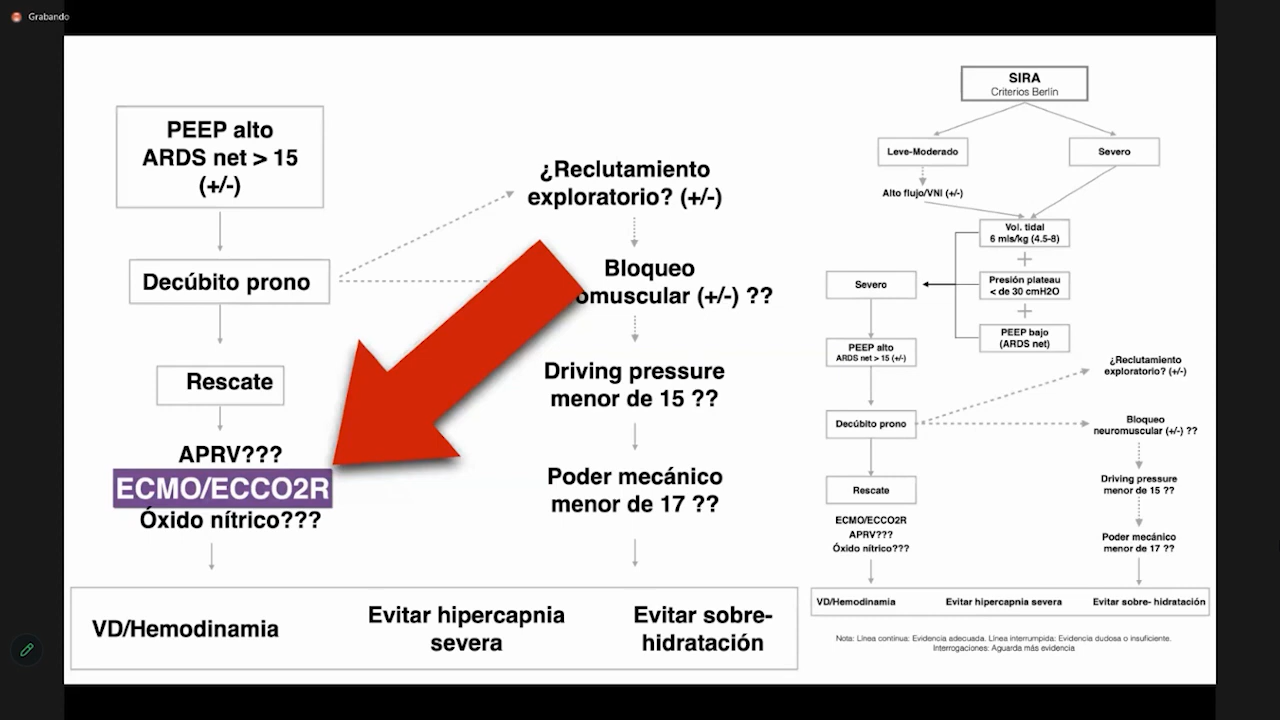 Grabando
PEEP alto
ARDS net > 15
(+/-)
Decúbito prono
Rescate
APRV???
ECMO/ECCO2R
Óxido nítrico???
¿Reclutamiento
exploratorio? (+/-)
Bloqueo
omuscular (+/-) ??
Driving pressure
menor de 15 ??
Poder mecánico
menor de 17 ??
VD/Hemodinamia
Evitar hipercapnia
severa
Evitar sobre-
hidratación
SIRA
Criterios Berlín
Leve-Moderado
Severo
Alto flujo/VNI (+/-)
Vol. tidal
6 mls/kg (4.5-8)
+
Presión plateau
< de 30 cmH2O
+
PEEP bajo
(ARDS net)
Severo
PEEP alto
ARDS net > 15 (+/-)
Decúbito prono
Rescate
ECMO/ECCO2R
APRV???
Óxido nítrico???
¿Reclutamiento
exploratorio? (+/-)
Bloqueo
neuromuscular (+/-) ??
Driving pressure
menor de 15 ??
Poder mecánico
menor de 17 ??
VD/Hemodinamia
Evitar hipercapnia severa
Evitar sobre- hidratación
Nota: Línea continua: Evidencia adecuada. Línea interrumpida: Evidencia dudosa o insuficiente.
Interrogaciones: Aguarda más evidencia